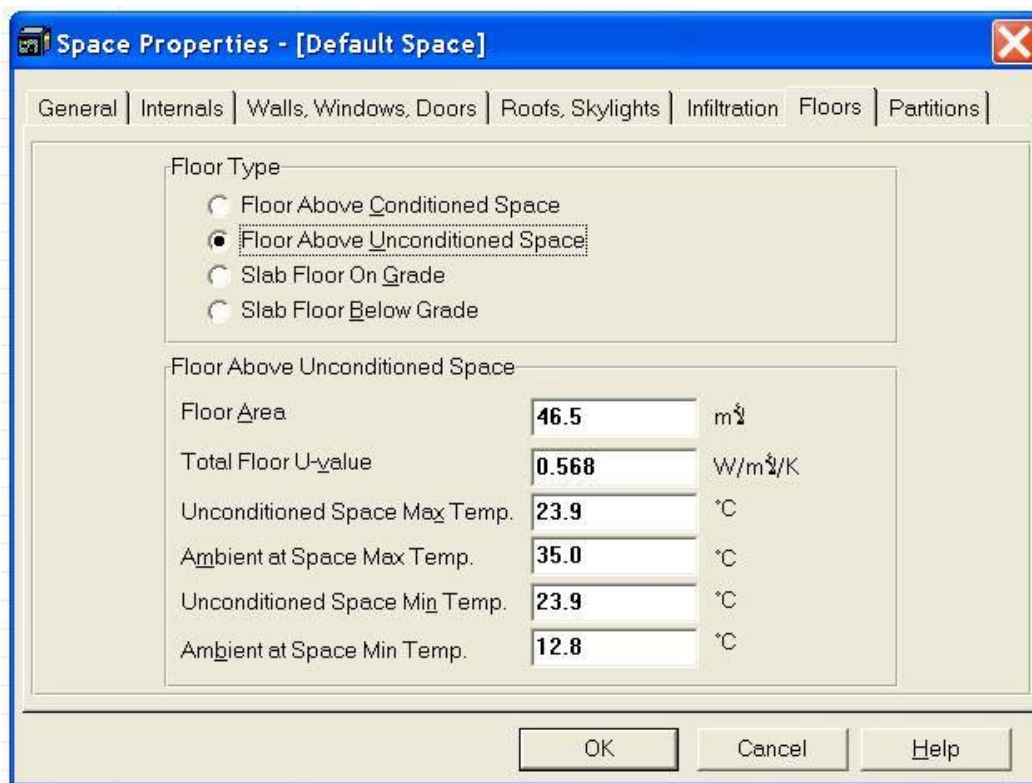 Space Properties - [Default Space]
General Internals Walls, Windows, Doors Roofs, Skylights Infiltration Floors Partitions
Floor Type
Floor Above Conditioned Space
Floor Above Unconditioned Space
Slab Floor On Grade
Slab Floor Below Grade
Floor Above Unconditioned Space
Floor Area 46.5
Total Floor U-value 0.568
Unconditioned Space Max Temp. 23.9 °C
Ambient at Space Max Temp. 35.0 °C
Unconditioned Space Min Temp. 23.9 °C
Ambient at Space Min Temp. 12.8 °C
OK Cancel Help